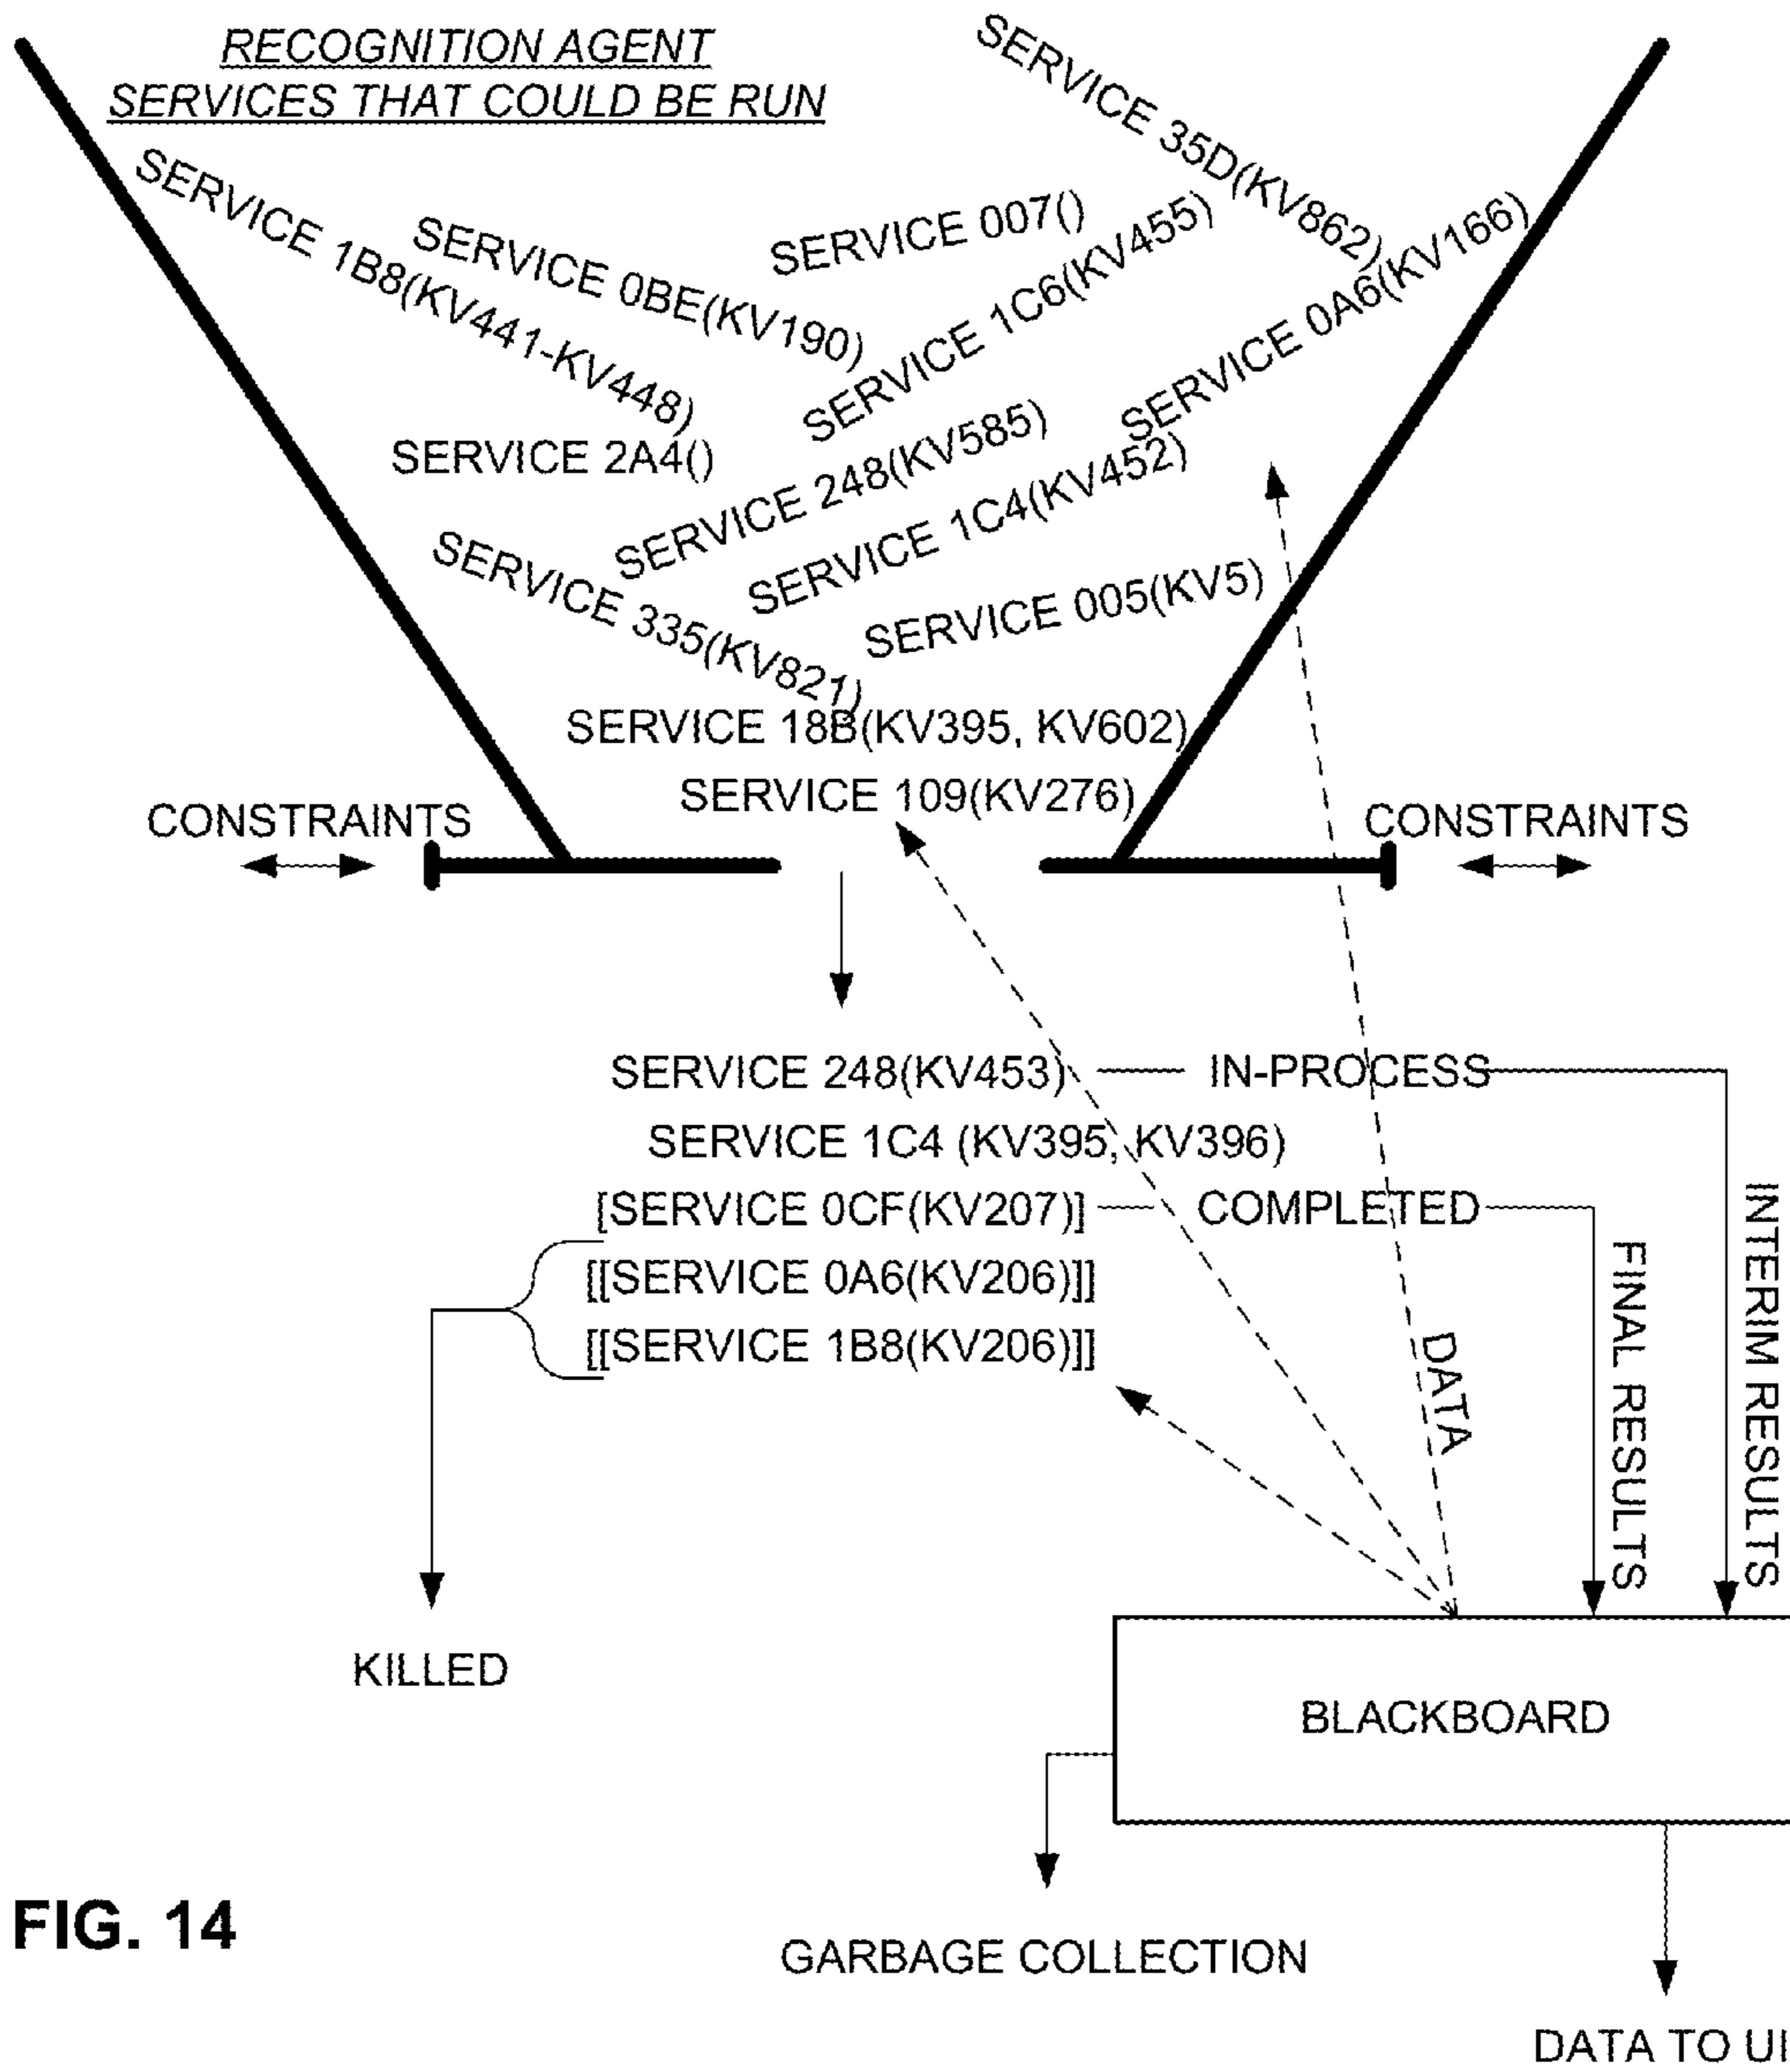 RECOGNITION AGENT
SERVICES THAT COULD BE RUN
SERVICE 35D(KV862)
SERVICE 1B8(KV441-KV448)
SERVICE 0BE(KV190)
SERVICE 007()
SERVICE 1C6(KV455)
SERVICE 0A6(KV166)
SERVICE 2A4()
SERVICE 248(KV585)
SERVICE 1C4(KV452)
SERVICE 335(KV821)
SERVICE 005(KV5)
SERVICE 18B(KV395, KV602)
SERVICE 109(KV276)
CONSTRAINTS
CONSTRAINTS
SERVICE 248(KV453)
IN-PROCESS
SERVICE 1C4 (KV395, KV396)
[SERVICE 0CF(KV207)]
COMPLETED
[[SERVICE 0A6(KV206)]]
[[SERVICE 1B8(KV206)]]
DATA
FINAL RESULTS
INTERIM RESULTS
KILLED
BLACKBOARD
GARBAGE COLLECTION
DATA TO UI
FIG. 14